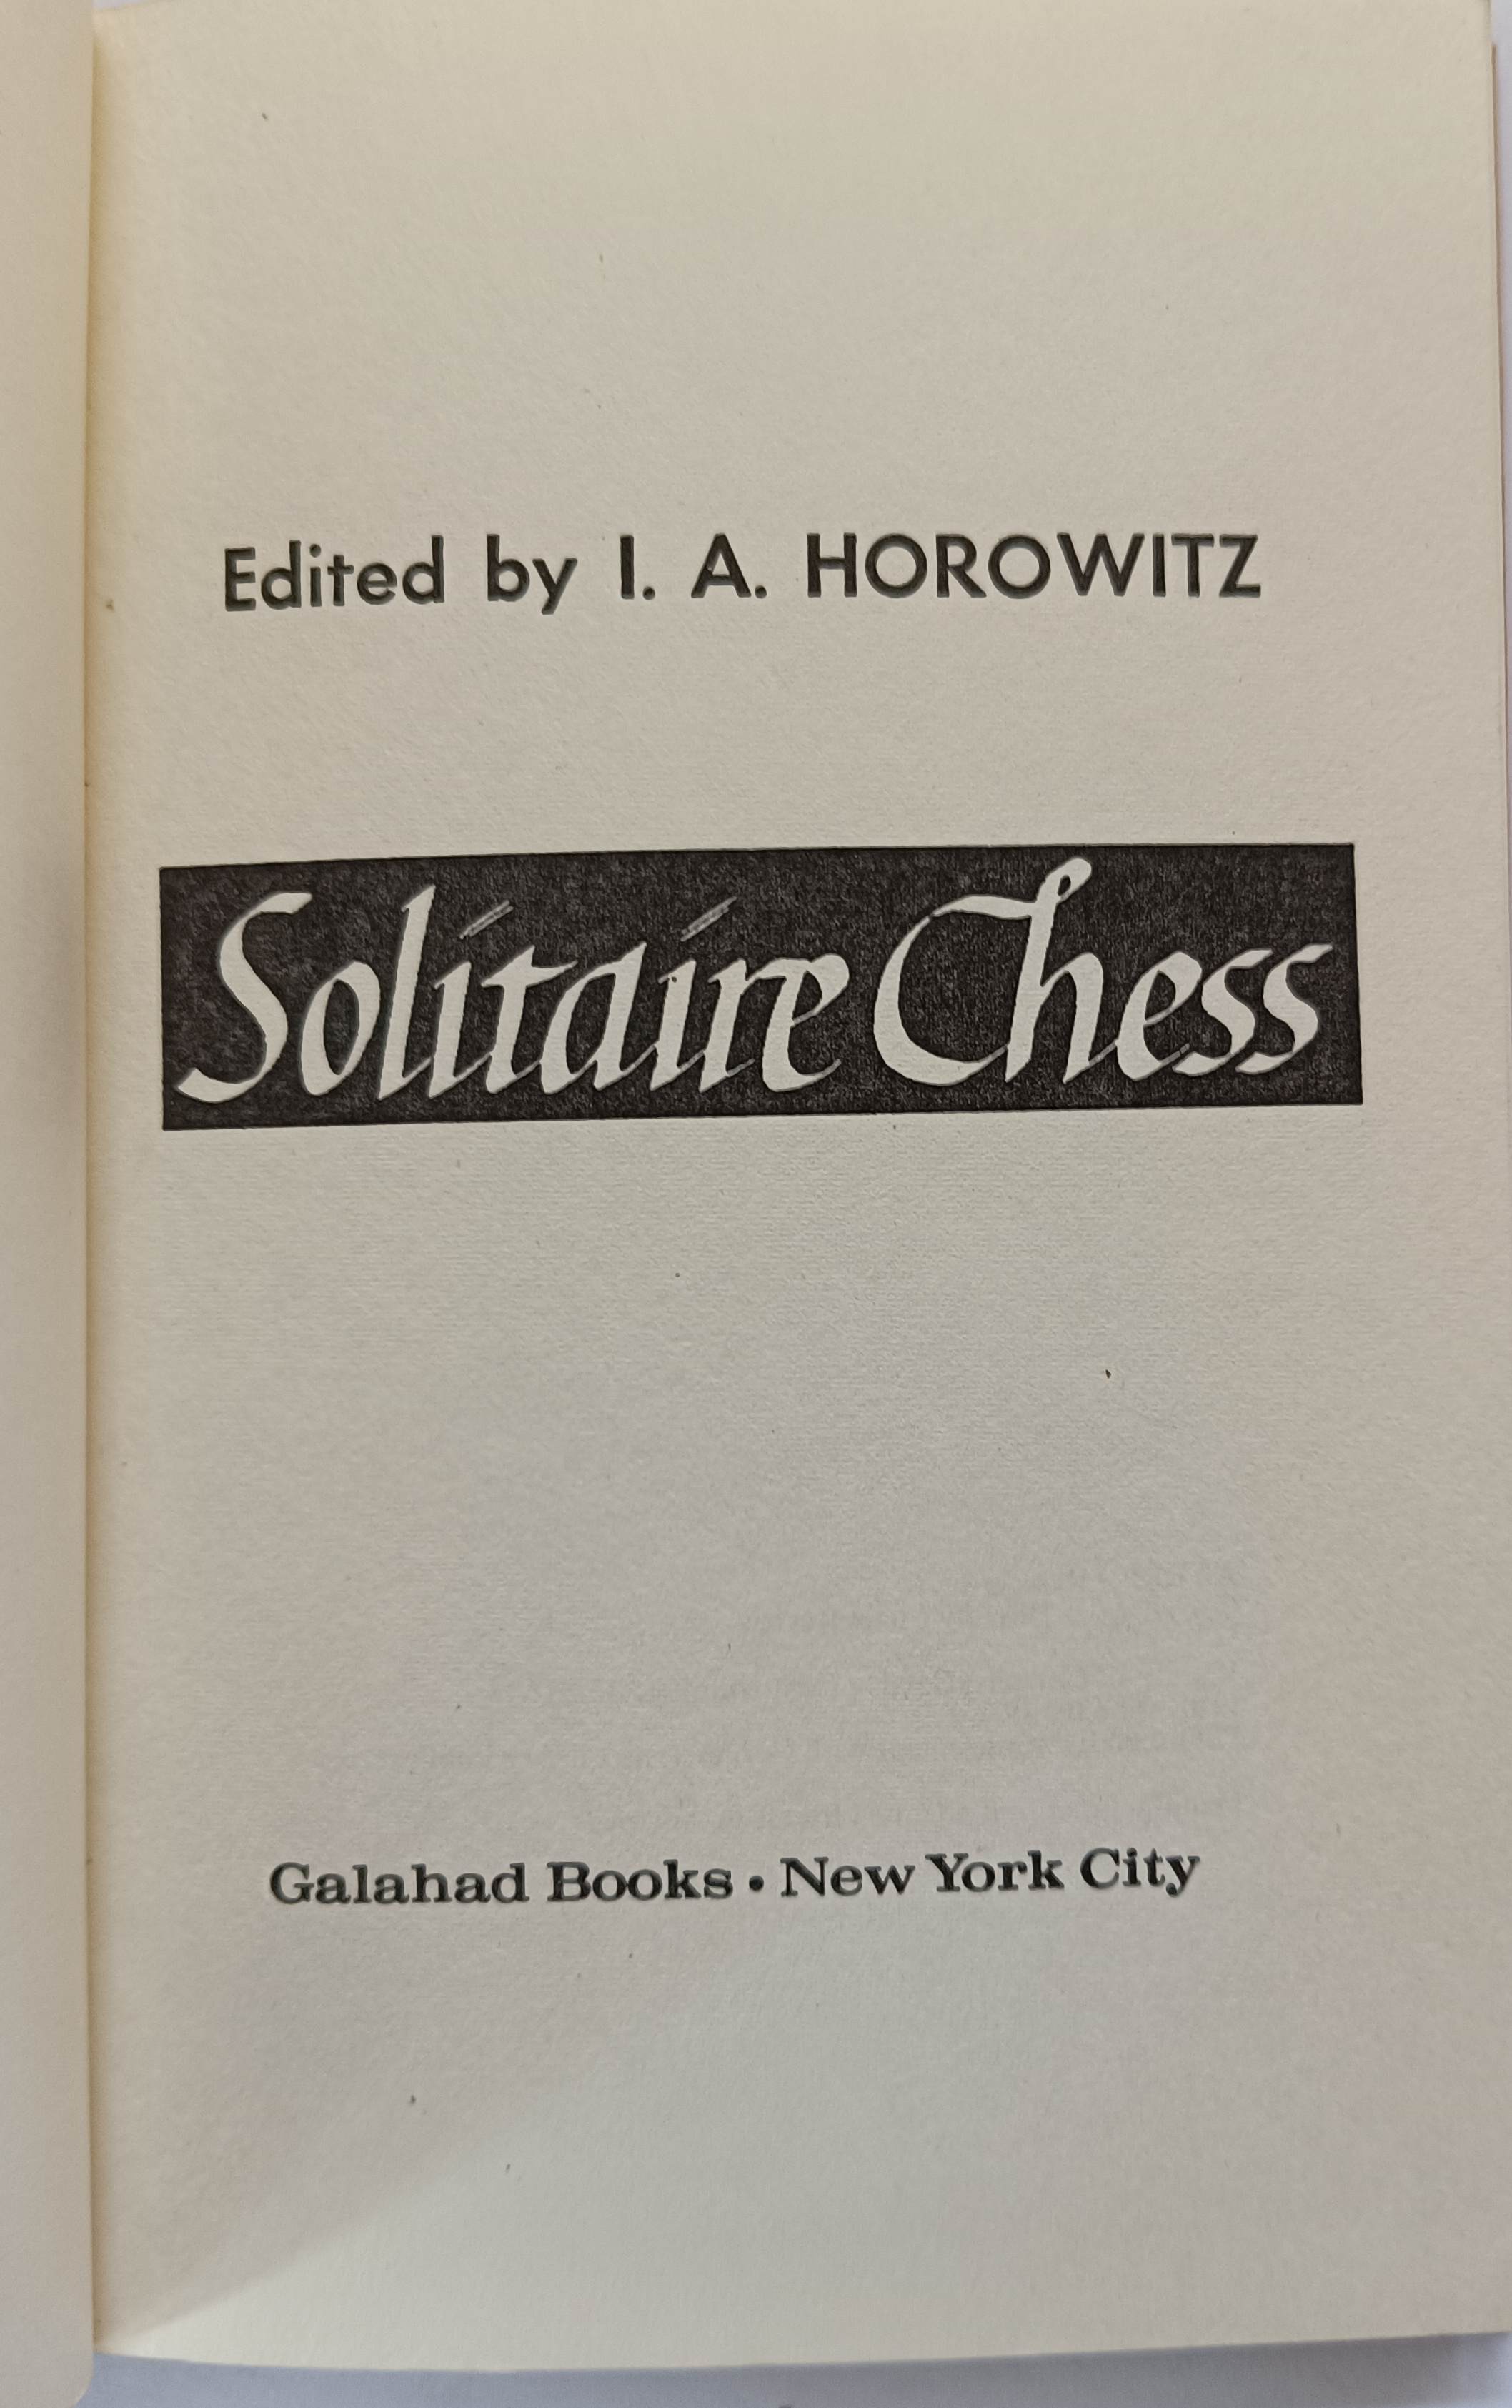 Edited by I. A. HOROWITZ
Solitaire Chess
Galahad Books • New York City